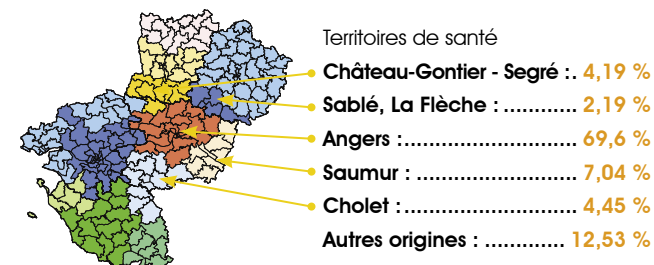 Territoires de santé
Château-Gontier - Segré :. 4,19 %
Sablé, La Flèche : ............ 2,19 %
Angers :............................ 69,6 %
Saumur : ........................... 7,04 %
Cholet : ............................ 4,45 %
Autres origines : ............. 12,53 %